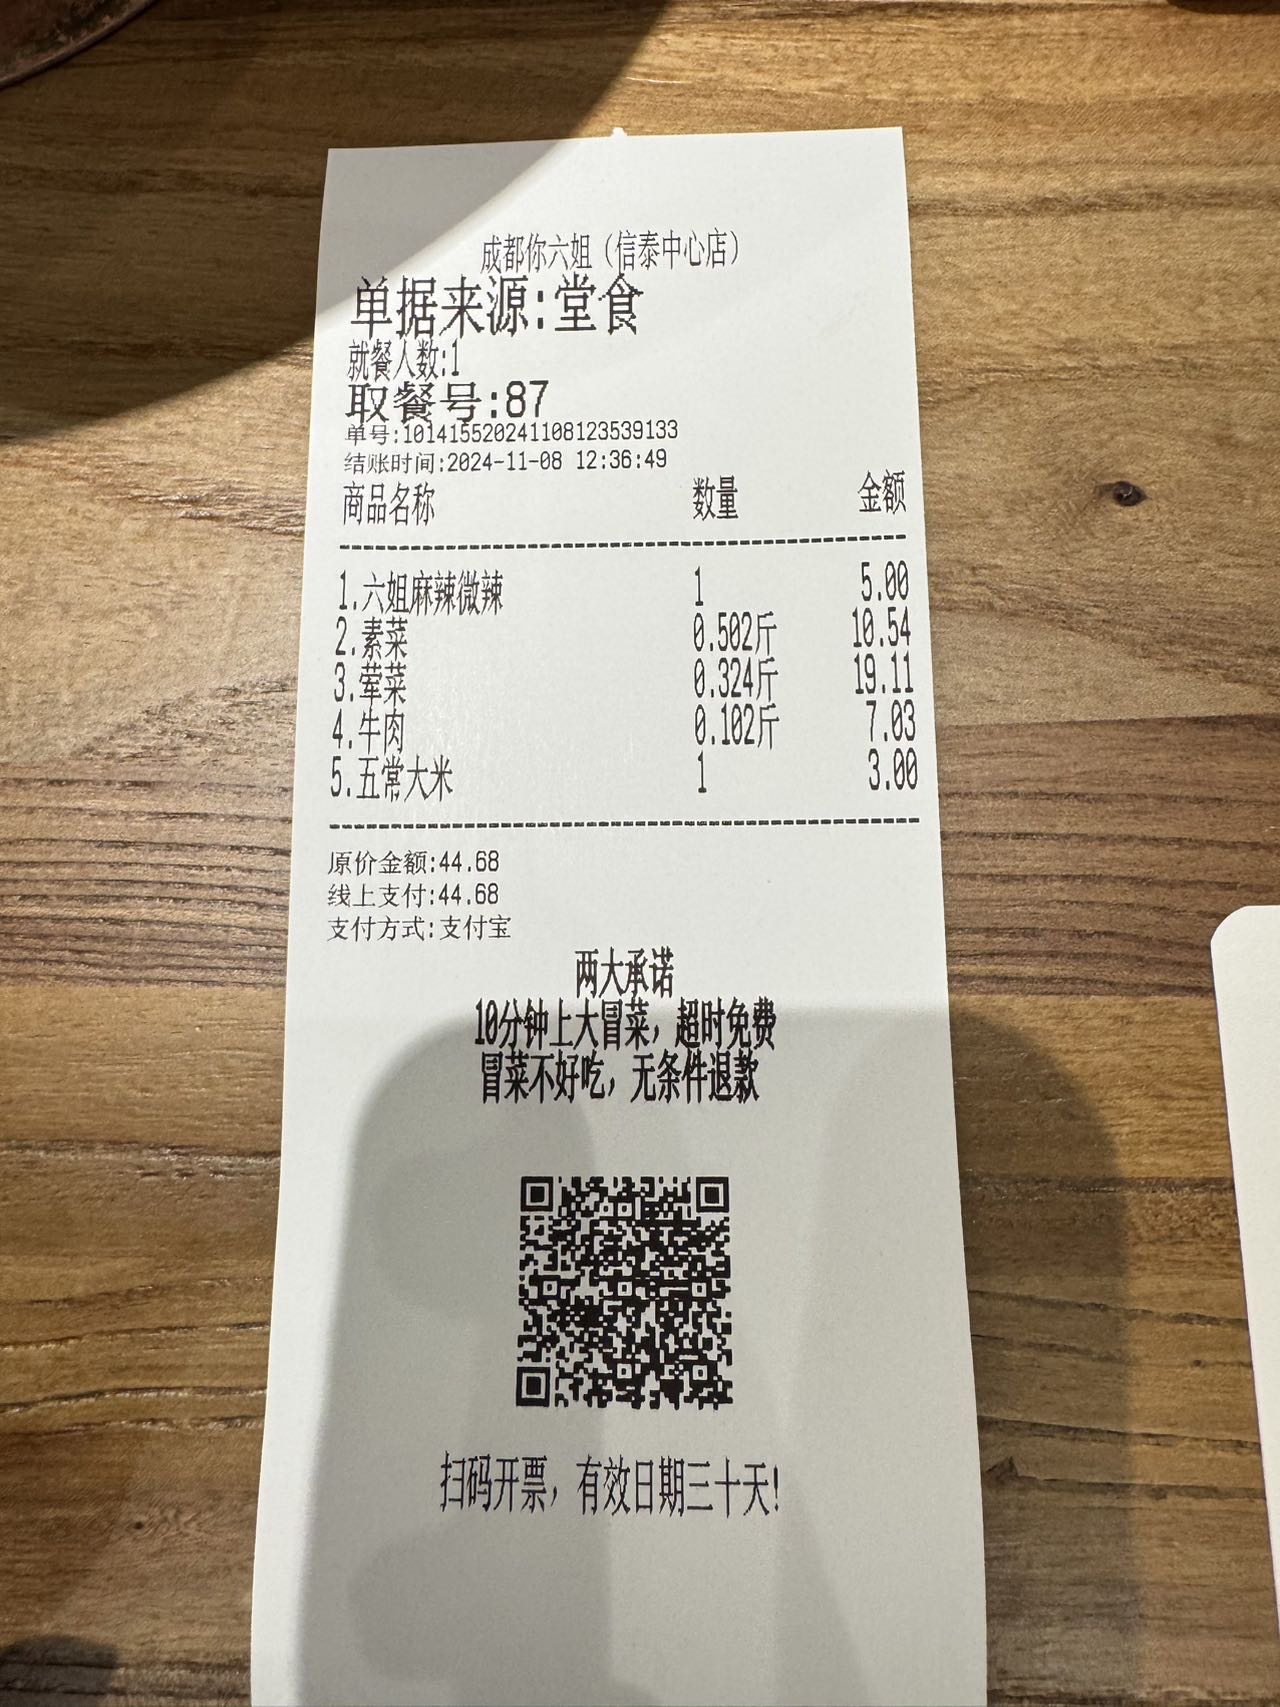 成都你六姐（信泰中心店）
单据来源:堂食
就餐人数:1
取餐号:87
单号:101415520241108123539133
结账时间:2024-11-08 12:36:49
商品名称 数量 金额
1.六姐麻辣微辣 1 5.00
2.素菜 0.502斤 10.54
3.荤菜 0.324斤 19.11
4.牛肉 0.102斤 7.03
5.五常大米 1 3.00
原价金额:44.68
线上支付:44.68
支付方式:支付宝
两大承诺
10分钟上大冒菜，超时免费
冒菜不好吃，无条件退款
扫码开票，有效日期三十天!